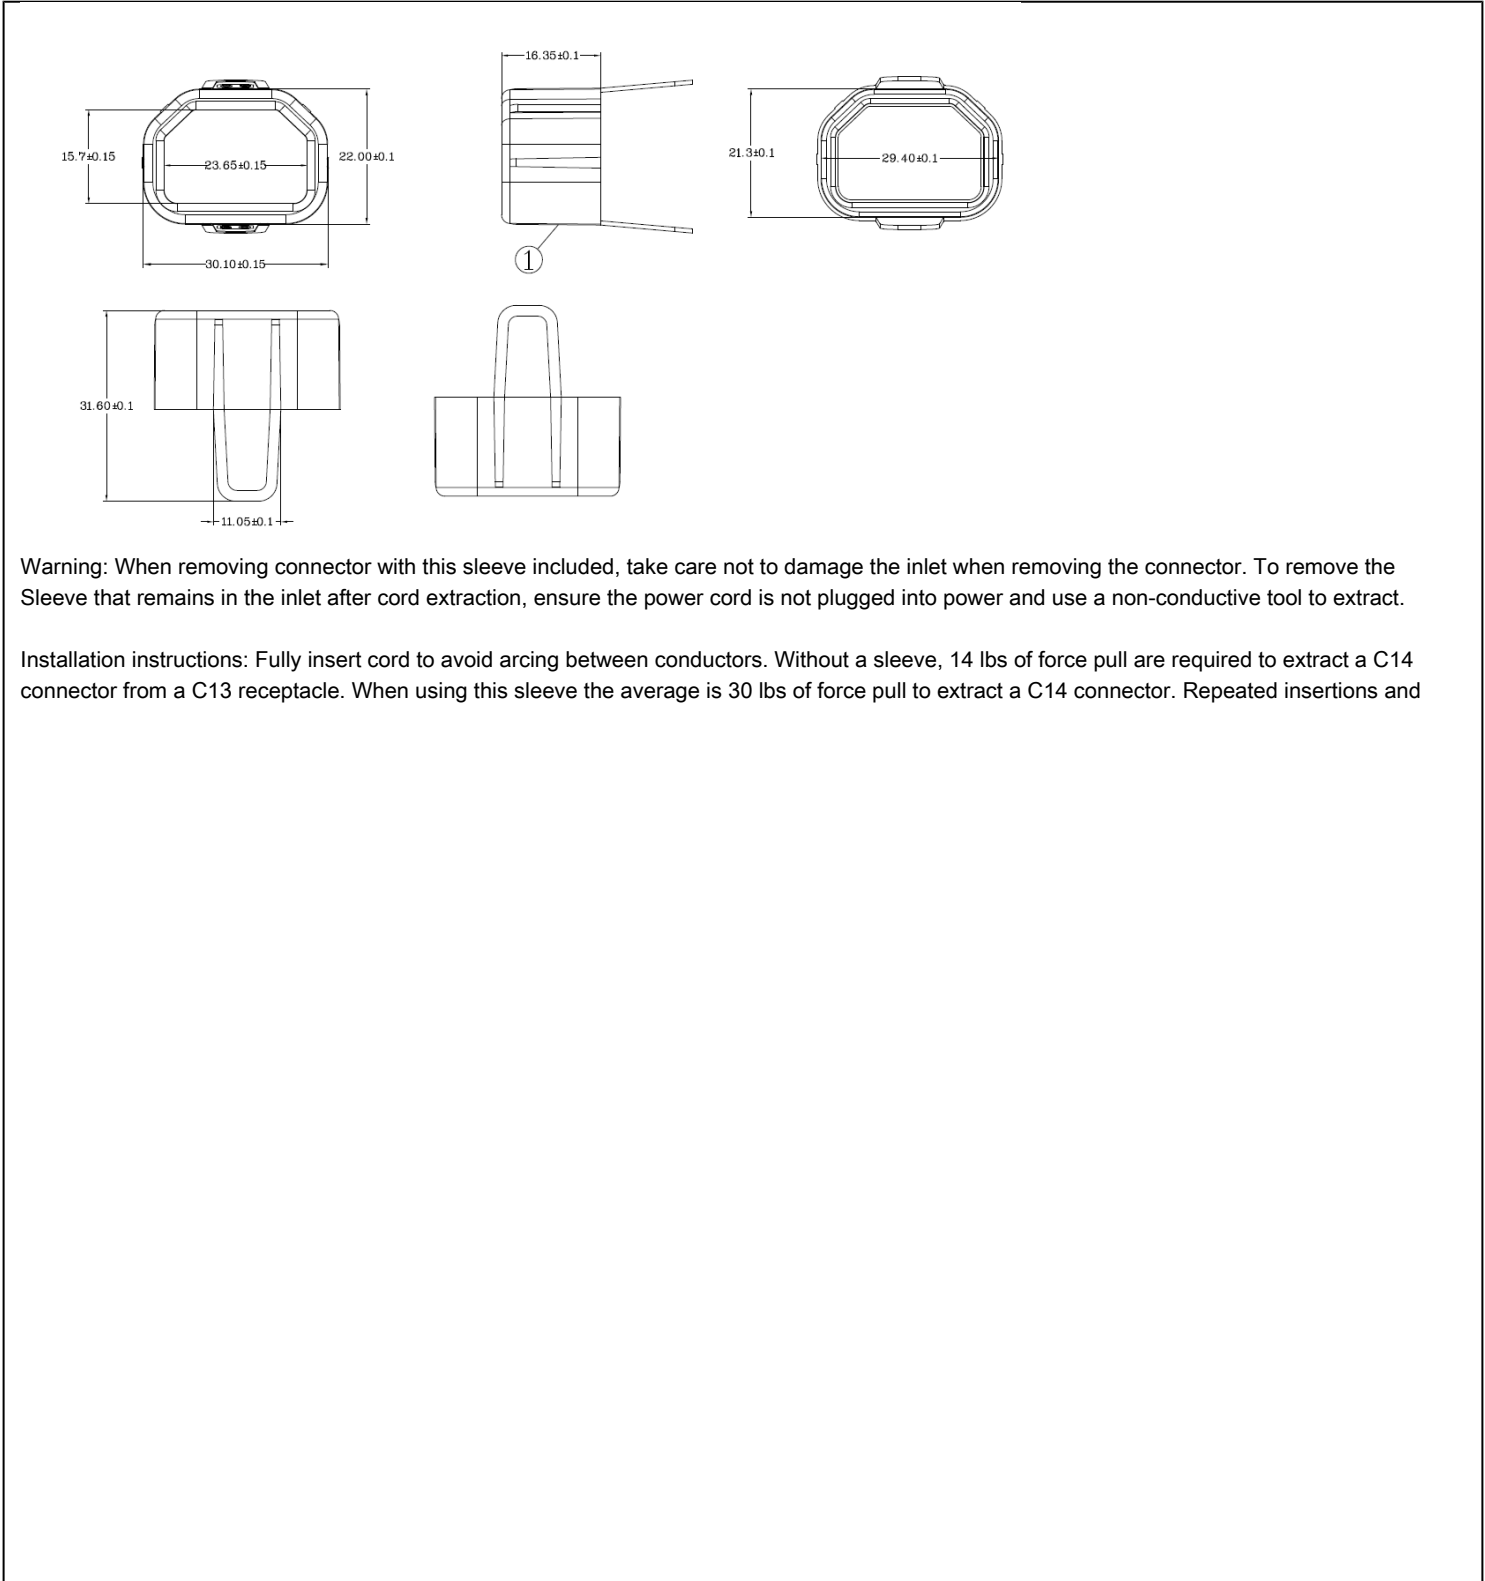 16.35±0.1
15.7±0.15
23.65±0.15
22.00±0.1
21.3±0.1
29.40±0.1
30.10±0.15
1
31.60±0.1
11.05±0.1
Warning: When removing connector with this sleeve included, take care not to damage the inlet when removing the connector. To remove the
Sleeve that remains in the inlet after cord extraction, ensure the power cord is not plugged into power and use a non-conductive tool to extract.
Installation instructions: Fully insert cord to avoid arcing between conductors. Without a sleeve, 14 lbs of force pull are required to extract a C14
connector from a C13 receptacle. When using this sleeve the average is 30 lbs of force pull to extract a C14 connector. Repeated insertions and